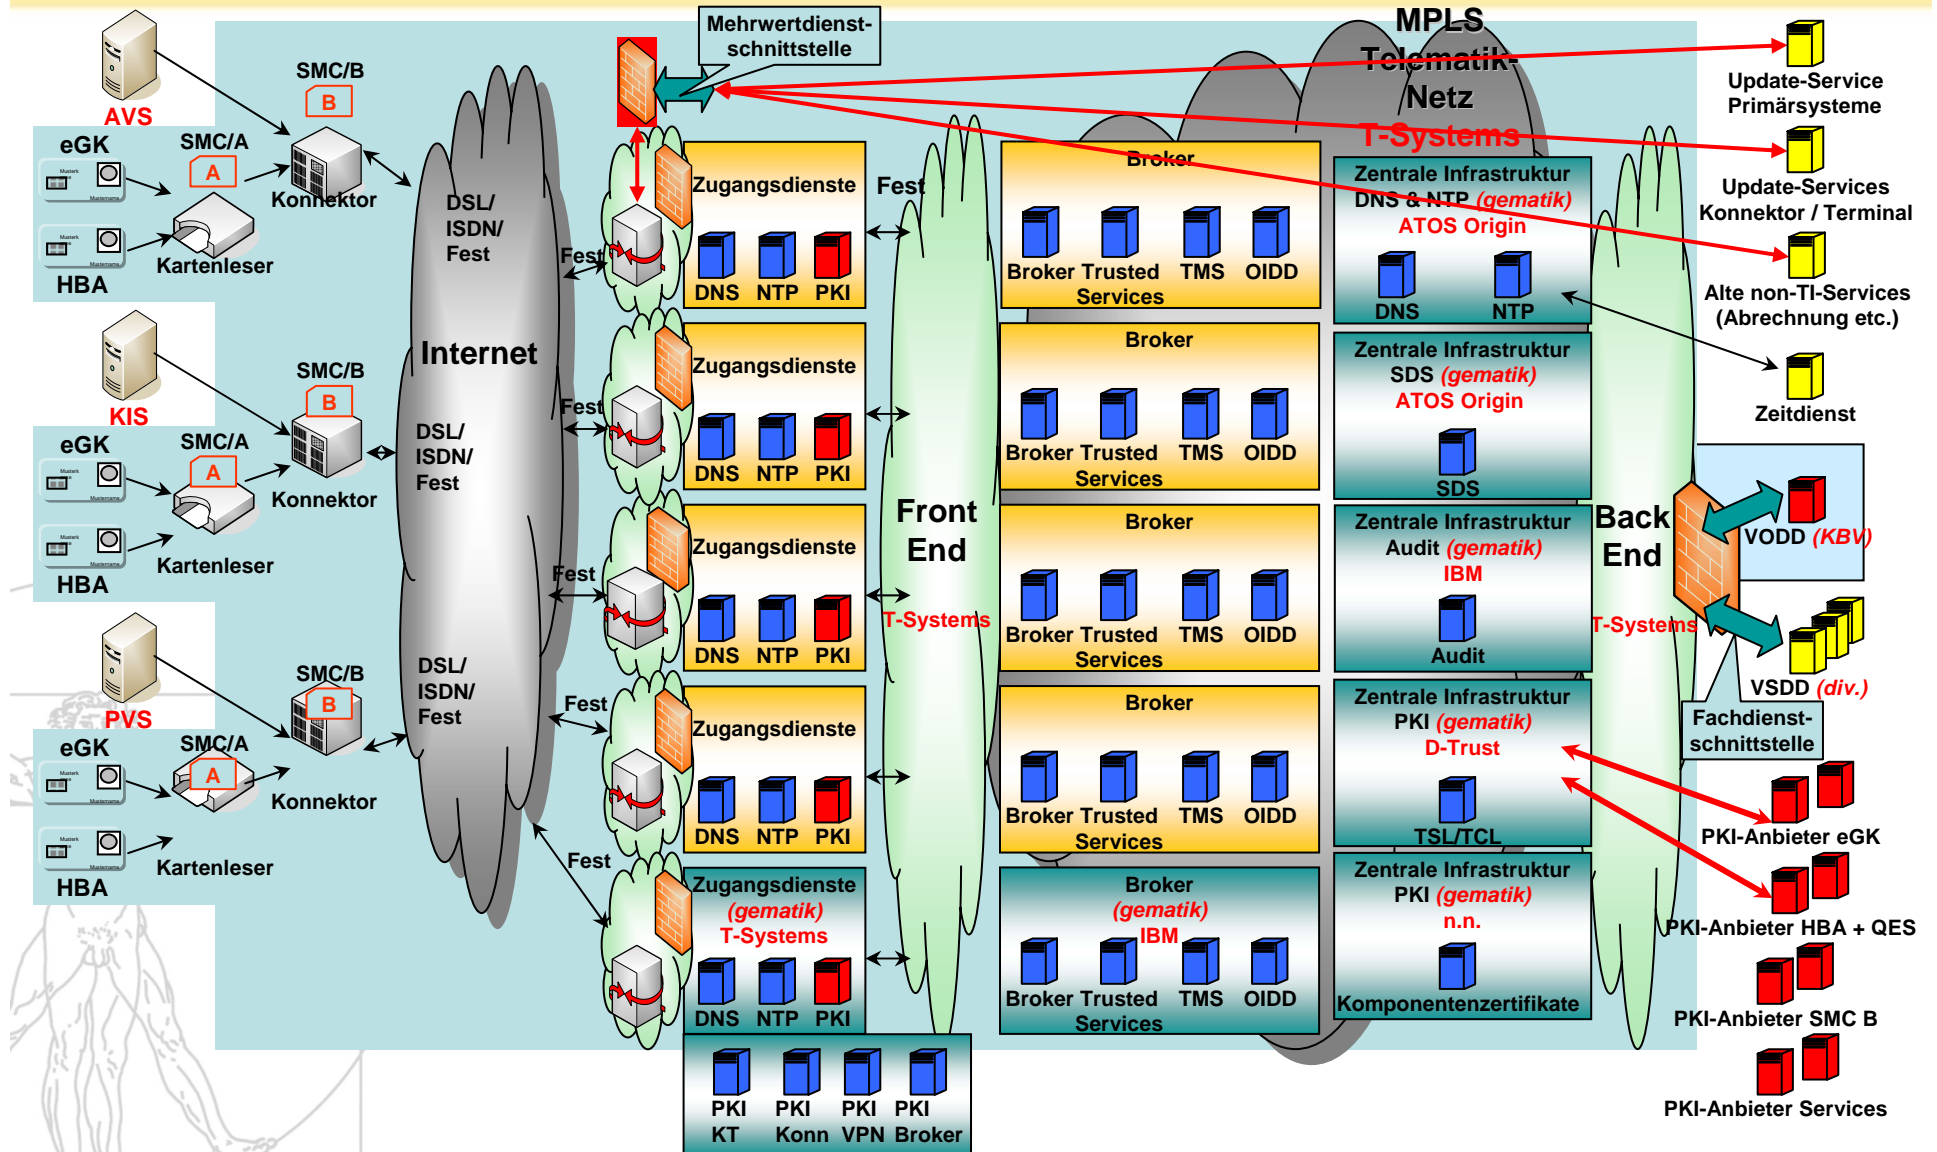 Mehrwertdienst-
schnittstelle
MPLS
Telematik-
Netz
T-Systems
AVS
SMC/B
B
eGK
SMC/A
A
Konnektor
HBA
Kartenleser
KIS
SMC/B
B
eGK
SMC/A
A
Konnektor
HBA
Kartenleser
PVS
SMC/B
B
eGK
SMC/A
A
Konnektor
HBA
Kartenleser
DSL/
ISDN/
Fest
Internet
DSL/
ISDN/
Fest
DSL/
ISDN/
Fest
Fest
Fest
Fest
Fest
Fest
Zugangsdienste
DNS NTP PKI
Zugangsdienste
DNS NTP PKI
Zugangsdienste
DNS NTP PKI
Zugangsdienste
DNS NTP PKI
Zugangsdienste
(gematik)
T-Systems
DNS NTP PKI
PKI PKI PKI PKI
KT Konn VPN Broker
Fest
Front
End
T-Systems
Broker
Broker Trusted TMS OIDD
Services
Broker
Broker Trusted TMS OIDD
Services
Broker
Broker Trusted TMS OIDD
Services
Broker
Broker Trusted TMS OIDD
Services
Broker
(gematik)
IBM
Broker Trusted TMS OIDD
Services
Zentrale Infrastruktur
DNS & NTP (gematik)
ATOS Origin
DNS NTP
Zentrale Infrastruktur
SDS (gematik)
ATOS Origin
SDS
Zentrale Infrastruktur
Audit (gematik)
IBM
Audit
Zentrale Infrastruktur
PKI (gematik)
D-Trust
TSL/TCL
Zentrale Infrastruktur
PKI (gematik)
n.n.
Komponentenzertifikate
Back
End
T-Systems
Update-Service
Primärsysteme
Update-Services
Konnektor / Terminal
Alte non-TI-Services
(Abrechnung etc.)
Zeitdienst
VODD (KBV)
VSDD (div.)
Fachdienst-
schnittstelle
PKI-Anbieter eGK
PKI-Anbieter HBA + QES
PKI-Anbieter SMC B
PKI-Anbieter Services